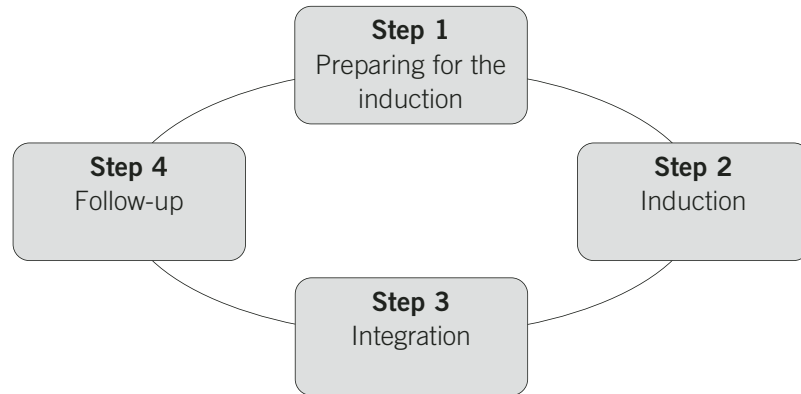 Step 1
Preparing for the
induction
Step 2
Induction
Step 3
Integration
Step 4
Follow-up